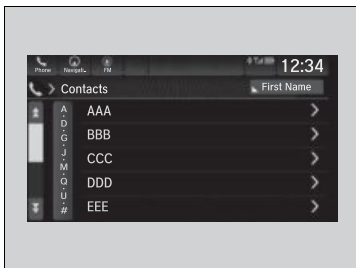 Phone Navigati.. FM 12:34
Contacts First Name
A AAA
D
G BBB
J CCC
M
Q DDD
U
# EEE